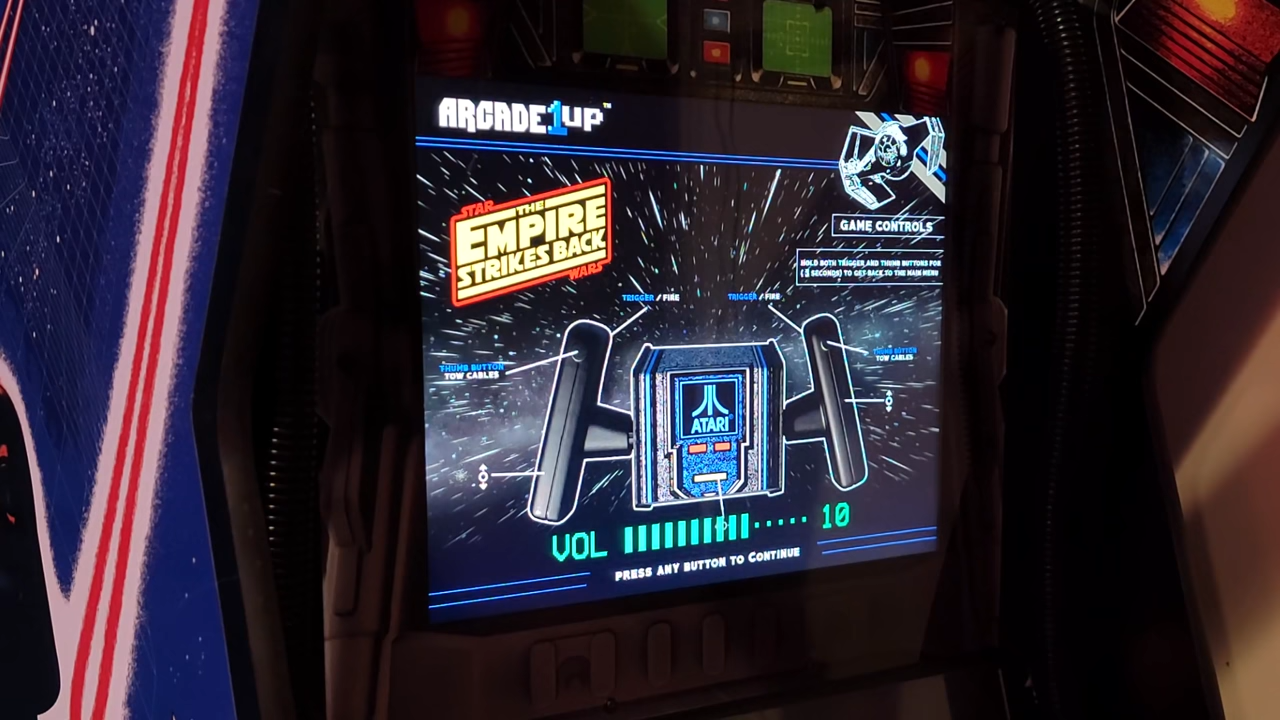 ARCADE1UP™
STAR
THE
EMPIRE
STRIKES BACK
WARS
GAME CONTROLS
HOLD BOTH TRIGGER AND THUMB BUTTONS FOR
(3 SECONDS) TO GET BACK TO THE MAIN MENU
TRIGGER / FIRE
TRIGGER / FIRE
THUMB BUTTON
TOW CABLES
THUMB BUTTON
TOW CABLES
ATARI®
VOL 10
PRESS ANY BUTTON TO CONTINUE